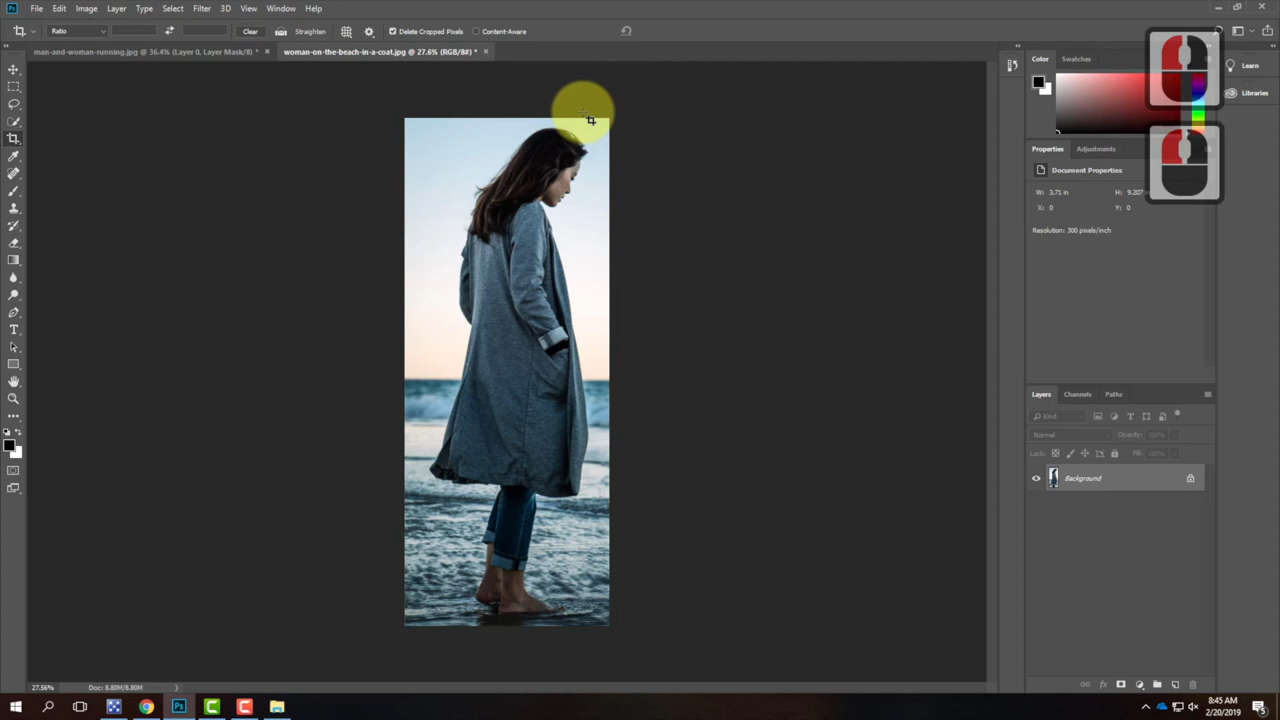 Ps File Edit Image Layer Type Select Filter 3D View Window Help
Ratio Clear Straighten Delete Cropped Pixels Content-Aware
man-and-woman-running.jpg @ 36.4% (Layer 0, Layer Mask/8) * × woman-on-the-beach-in-a-coat.jpg @ 27.6% (RGB/8#) * ×
Color Swatches
Learn
Libraries
Properties Adjustments
Document Properties
W: 3.71 in H: 9.207
X: 0 Y: 0
Resolution: 300 pixels/inch
Layers Channels Paths
Kind
Normal Opacity: 100%
Lock: Fill: 100%
Background
27.56% Doc: 8.80M/8.80M
Ps
8:45 AM
2/20/2019
5